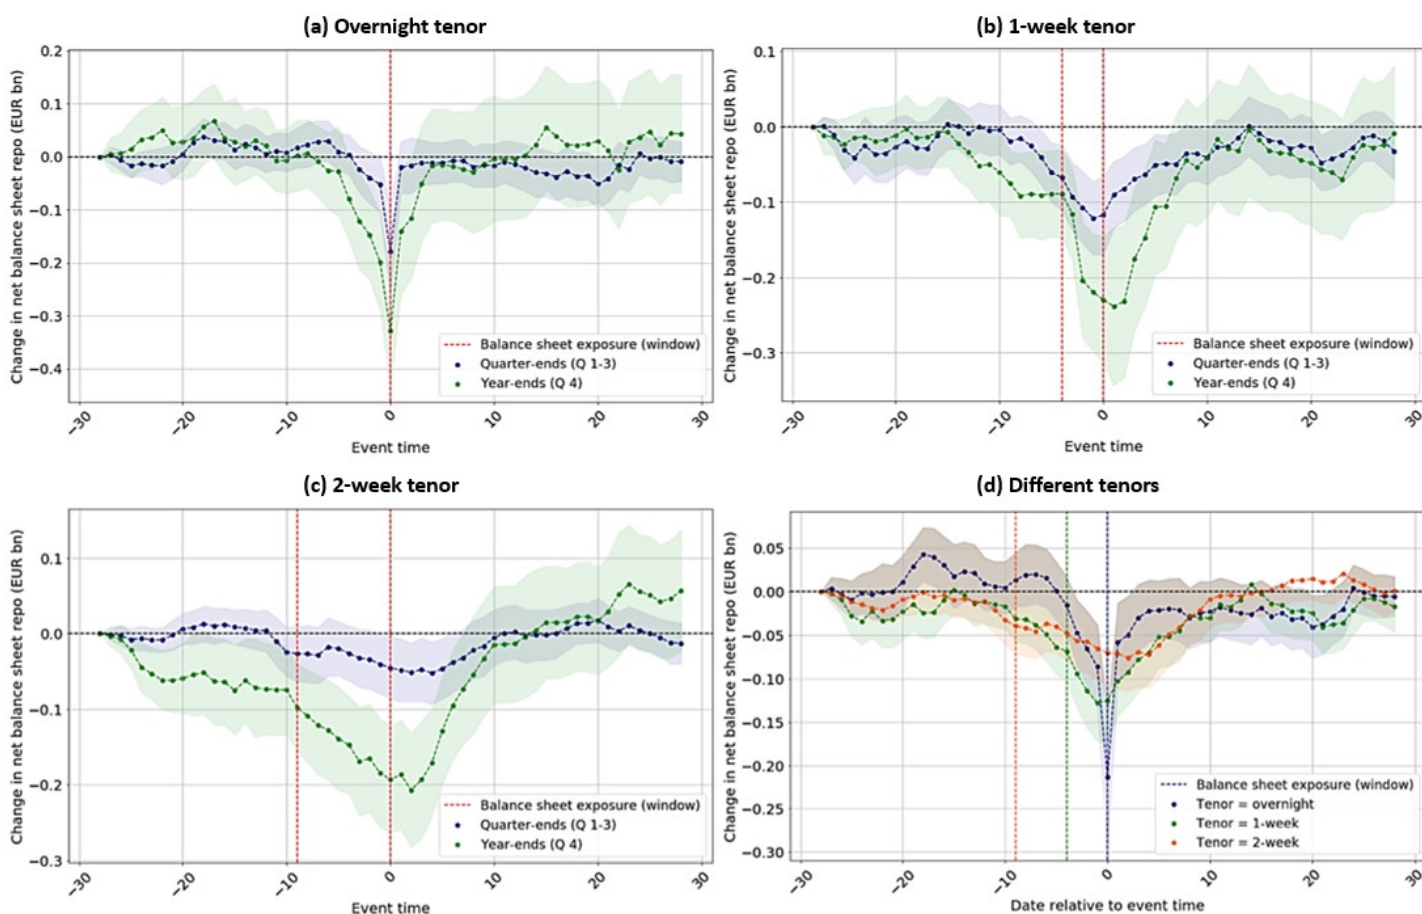 (a) Overnight tenor
Change in net balance sheet repo (EUR bn)
0.2
0.1
0.0
−0.1
−0.2
−0.3
−0.4
Balance sheet exposure (window)
Quarter-ends (Q 1-3)
Year-ends (Q 4)
−30
−20
−10
0
10
20
30
Event time
(b) 1-week tenor
Change in net balance sheet repo (EUR bn)
0.1
0.0
−0.1
−0.2
−0.3
Balance sheet exposure (window)
Quarter-ends (Q 1-3)
Year-ends (Q 4)
−30
−20
−10
0
10
20
30
Event time
(c) 2-week tenor
Change in net balance sheet repo (EUR bn)
0.1
0.0
−0.1
−0.2
−0.3
Balance sheet exposure (window)
Quarter-ends (Q 1-3)
Year-ends (Q 4)
−30
−20
−10
0
10
20
30
Event time
(d) Different tenors
Change in net balance sheet repo (EUR bn)
0.05
0.00
−0.05
−0.10
−0.15
−0.20
−0.25
−0.30
Balance sheet exposure (window)
Tenor = overnight
Tenor = 1-week
Tenor = 2-week
−30
−20
−10
0
10
20
30
Date relative to event time